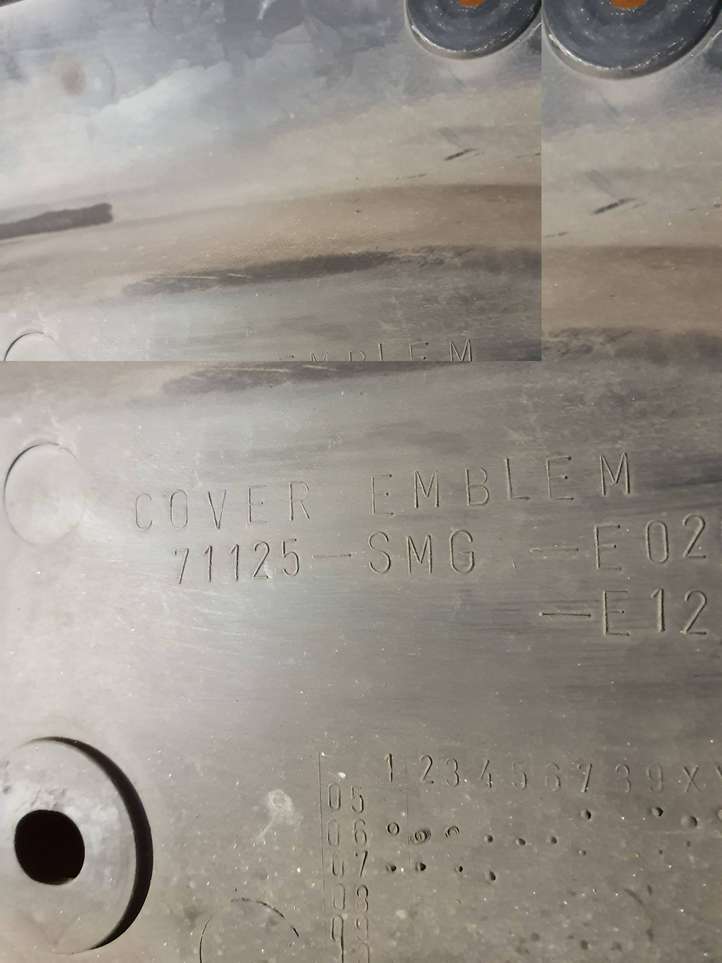 EMBLEM
COVER EMBLEM
71125-SMG -E02
-E12
1 2 3 4 5 6 7 8 9 X Y
05
06
07
08